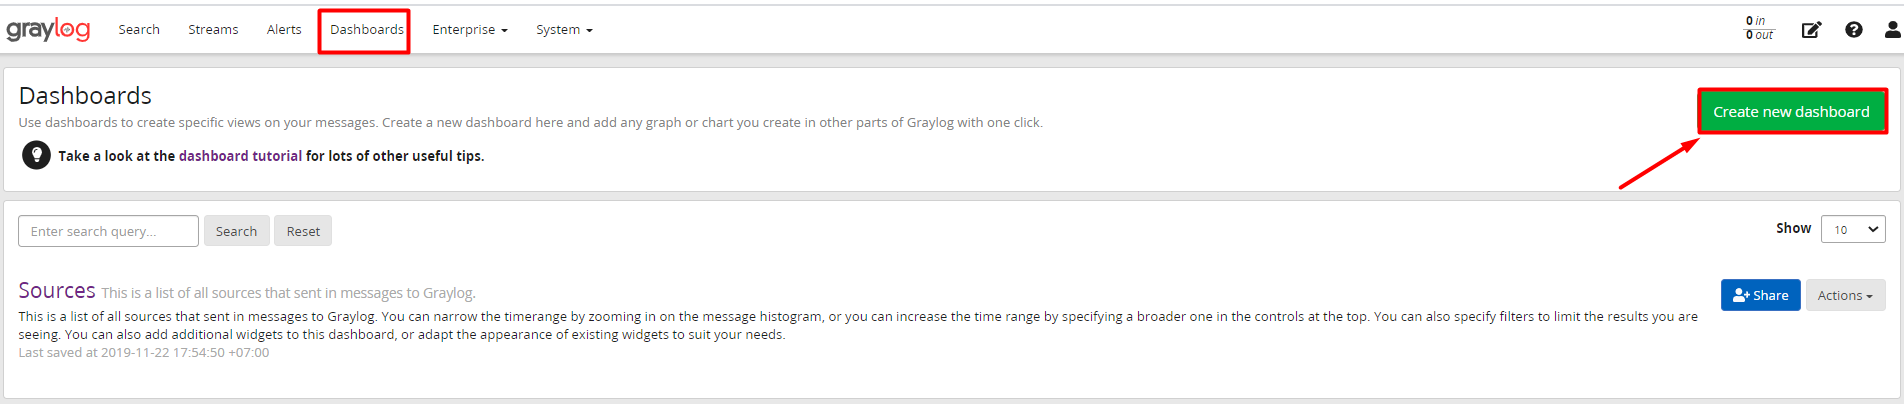 graylog Search Streams Alerts Dashboards Enterprise System 0 in
0 out
Dashboards
Use dashboards to create specific views on your messages. Create a new dashboard here and add any graph or chart you create in other parts of Graylog with one click.
Create new dashboard
Take a look at the dashboard tutorial for lots of other useful tips.
Enter search query... Search Reset Show 10
Sources This is a list of all sources that sent in messages to Graylog. Share Actions
This is a list of all sources that sent in messages to Graylog. You can narrow the timerange by zooming in on the message histogram, or you can increase the time range by specifying a broader one in the controls at the top. You can also specify filters to limit the results you are
seeing. You can also add additional widgets to this dashboard, or adapt the appearance of existing widgets to suit your needs.
Last saved at 2019-11-22 17:54:50 +07:00